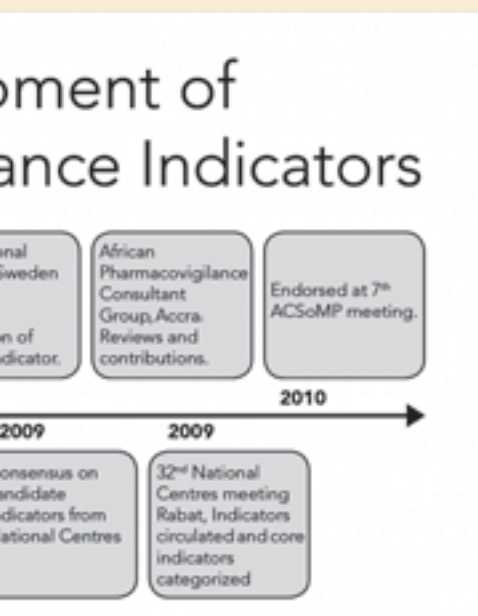 pment of
ance Indicators
onal
Sweden
on of
dicator.
African
Pharmacovigilance
Consultant
Group, Accra.
Reviews and
contributions.
Endorsed at 7th
ACSoMP meeting.
2010
2009
2009
onsensus on
andidate
dicators from
ational Centres
32nd National
Centres meeting
Rabat, Indicators
circulated and core
indicators
categorized